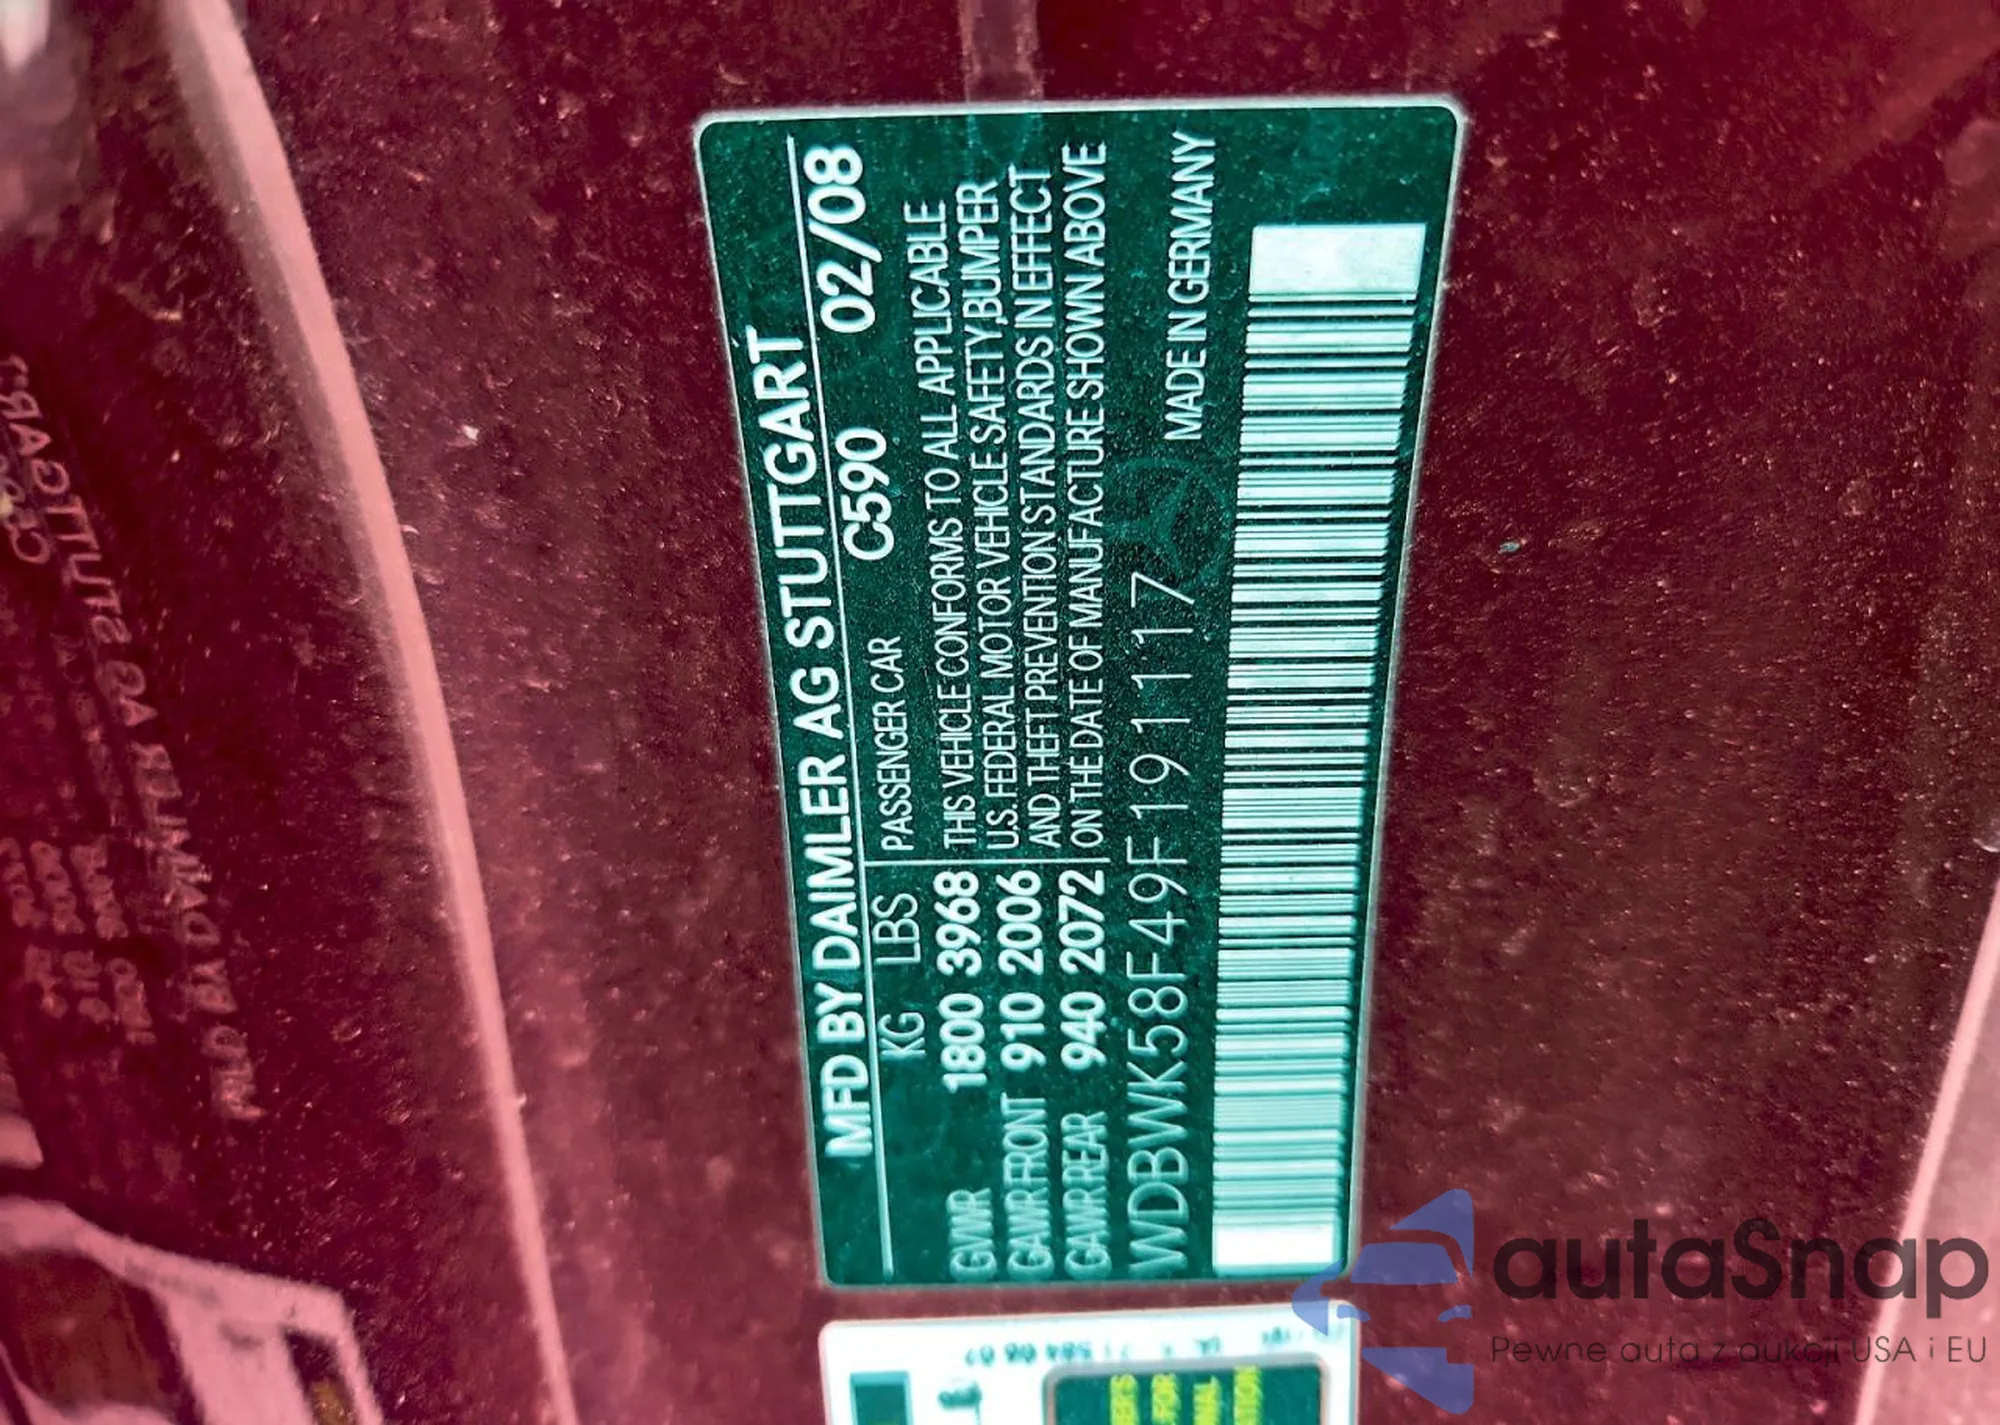 MFD BY DAIMLER AG STUTTGART
KG LBS PASSENGER CAR C590 02/08
GVWR 1800 3968 THIS VEHICLE CONFORMS TO ALL APPLICABLE
GAWR FRONT 910 2006 U.S. FEDERAL MOTOR VEHICLE SAFETY,BUMPER
GAWR REAR 940 2072 AND THEFT PREVENTION STANDARDS IN EFFECT
ON THE DATE OF MANUFACTURE SHOWN ABOVE
WDBWK58F49F191117 MADE IN GERMANY
autaSnap
Pewne auta z aukcji USA i EU